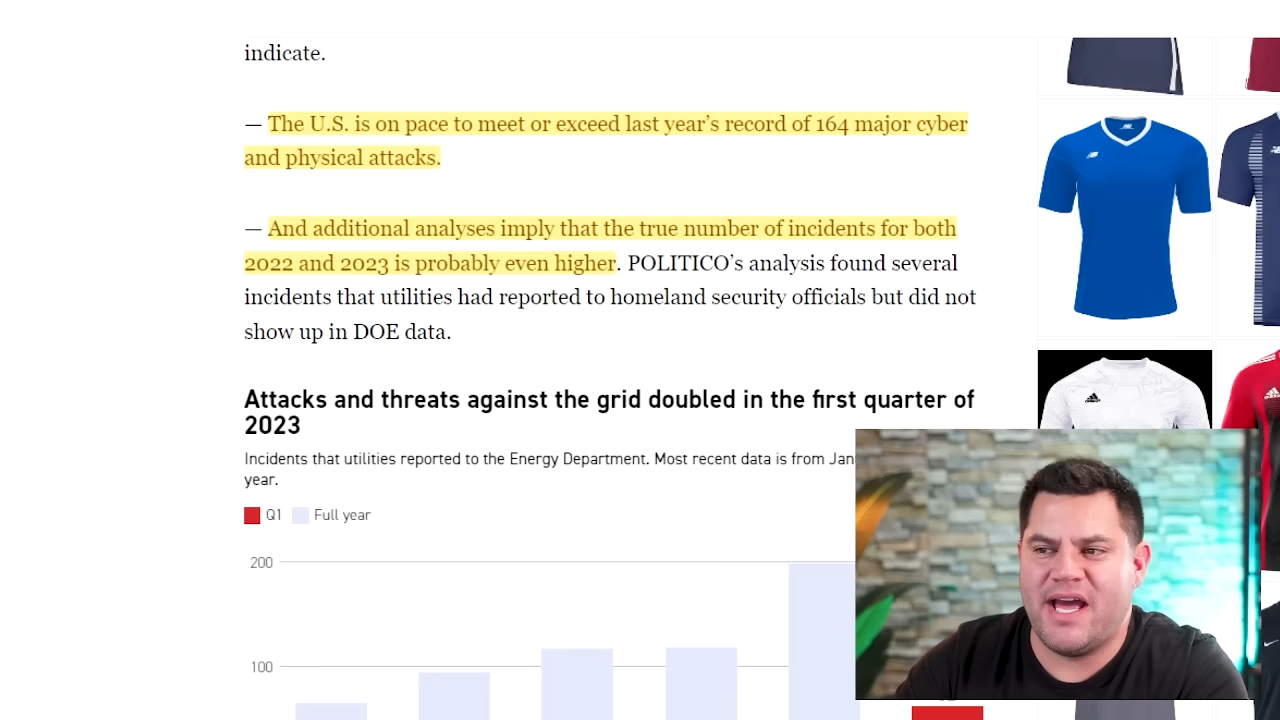 indicate.
— The U.S. is on pace to meet or exceed last year’s record of 164 major cyber
and physical attacks.
— And additional analyses imply that the true number of incidents for both
2022 and 2023 is probably even higher. POLITICO’s analysis found several
incidents that utilities had reported to homeland security officials but did not
show up in DOE data.
Attacks and threats against the grid doubled in the first quarter of
2023
Incidents that utilities reported to the Energy Department. Most recent data is from
year.
Q1 Full year
200
100